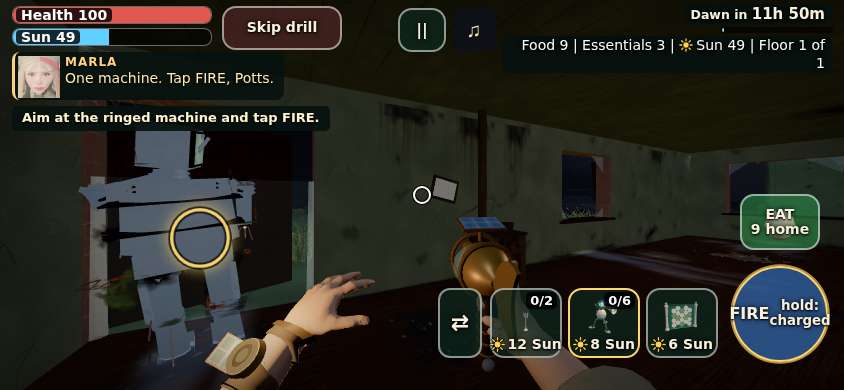 Health 100
Sun 49
Skip drill
Dawn in 11h 50m
Food 9 | Essentials 3 | ☀ Sun 49 | Floor 1 of
1
MARLA
One machine. Tap FIRE, Potts.
Aim at the ringed machine and tap FIRE.
EAT
9 home
0/2
☀12 Sun
0/6
☀8 Sun
☀6 Sun
FIRE hold:
charged